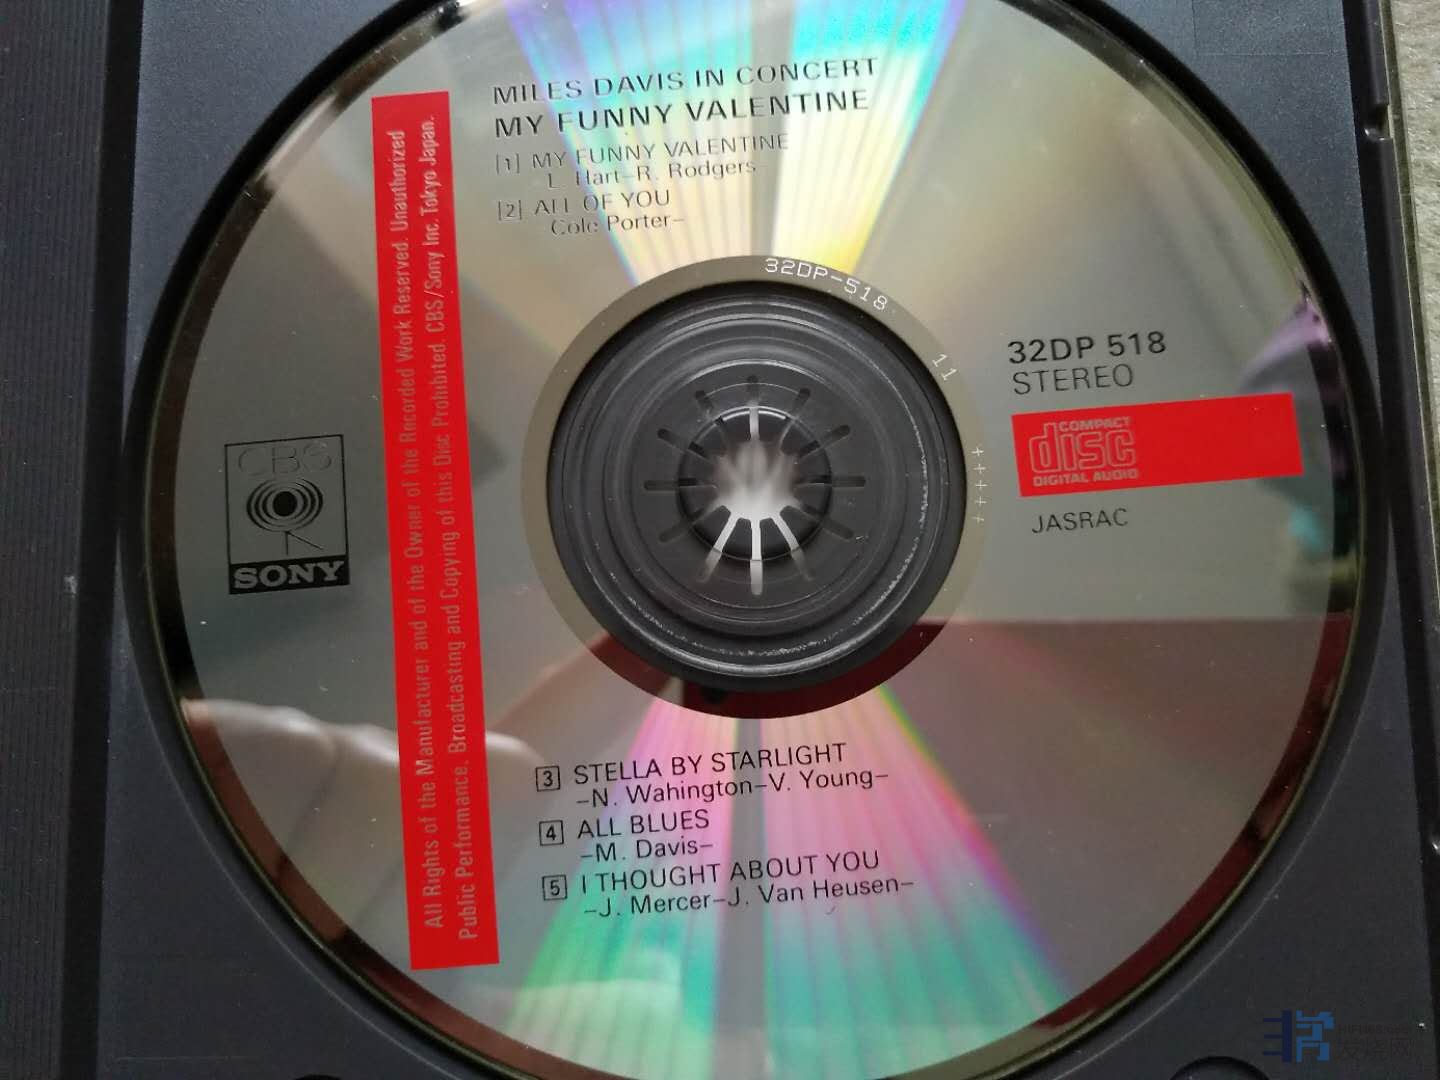 MILES DAVIS IN CONCERT
MY FUNNY VALENTINE
[1] MY FUNNY VALENTINE
L. Hart–R. Rodgers–
[2] ALL OF YOU
–Cole Porter–
32DP-518
11
+++++
32DP 518
STEREO
COMPACT
disc
DIGITAL AUDIO
JASRAC
CBS
SONY
All Rights of the Manufacturer and of the Owner of the Recorded Work Reserved. Unauthorized
Public Performance. Broadcasting and Copying of this Disc Prohibited. CBS/Sony Inc. Tokyo Japan.
[3] STELLA BY STARLIGHT
–N. Wahington–V. Young–
[4] ALL BLUES
–M. Davis–
[5] I THOUGHT ABOUT YOU
–J. Mercer–J. Van Heusen–
发烧网